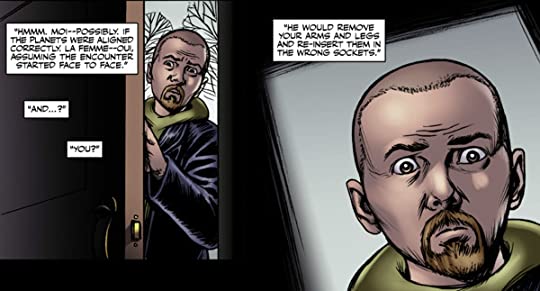 "HMMM. MOI--POSSIBLY, IF
THE PLANETS WERE ALIGNED
CORRECTLY. LA FEMME--OUI,
ASSUMING THE ENCOUNTER
STARTED FACE TO FACE."
"AND...?"
"YOU?"
"HE WOULD REMOVE
YOUR ARMS AND LEGS
AND RE-INSERT THEM IN
THE WRONG SOCKETS."